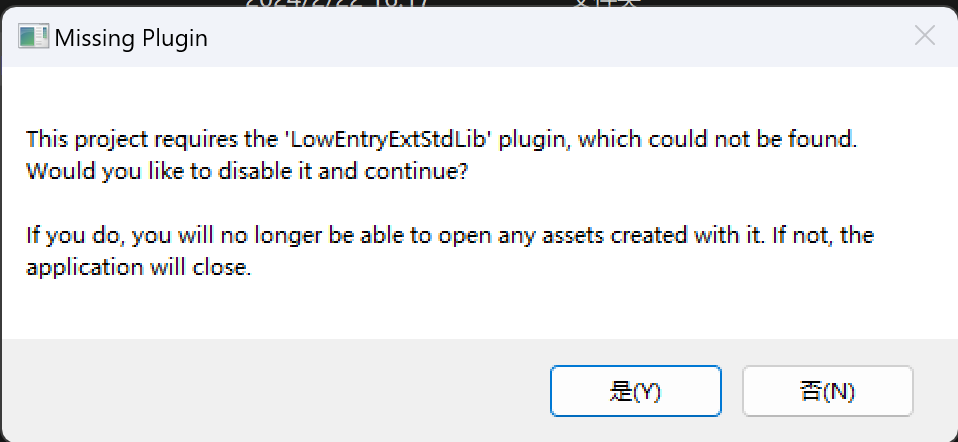 Missing Plugin
This project requires the 'LowEntryExtStdLib' plugin, which could not be found.
Would you like to disable it and continue?
If you do, you will no longer be able to open any assets created with it. If not, the
application will close.
是(Y)
否(N)